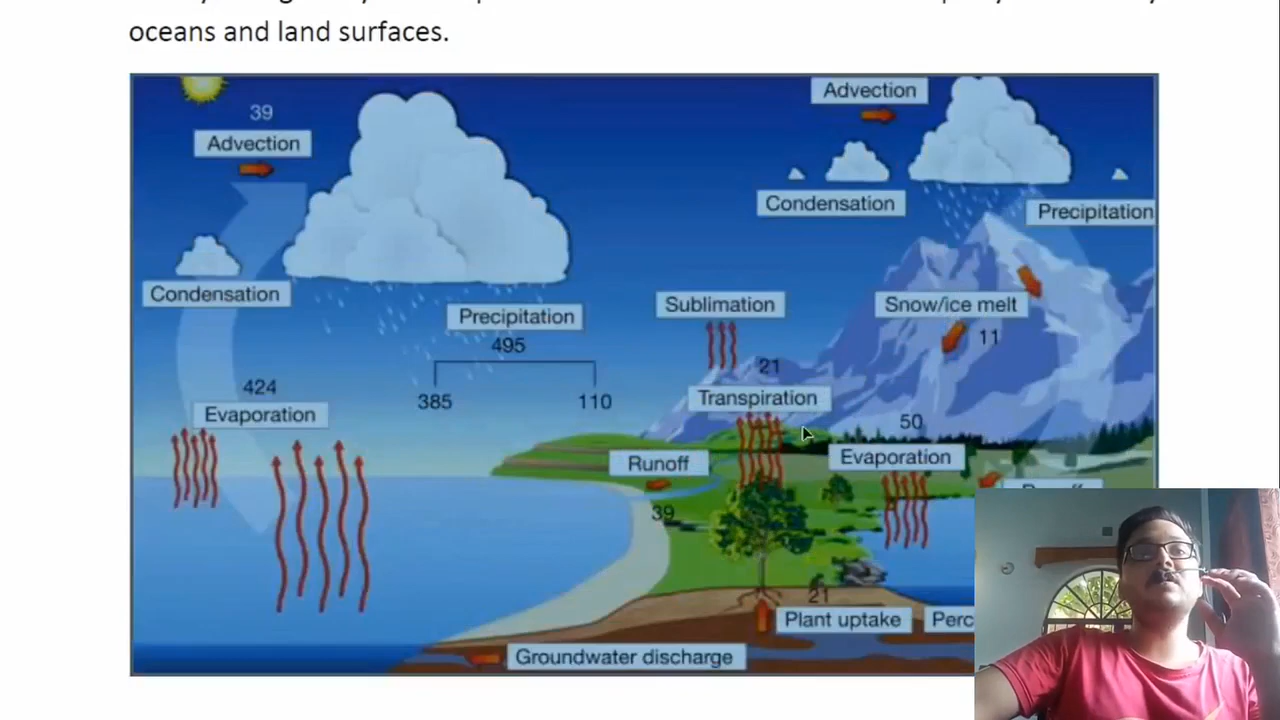 oceans and land surfaces.
39
Advection
Advection
Condensation
Precipitation
Condensation
Precipitation
495
385 110
Sublimation
Snow/ice melt
11
21
Transpiration
424
Evaporation
50
Evaporation
Runoff
39
21
Plant uptake
Perc
Groundwater discharge